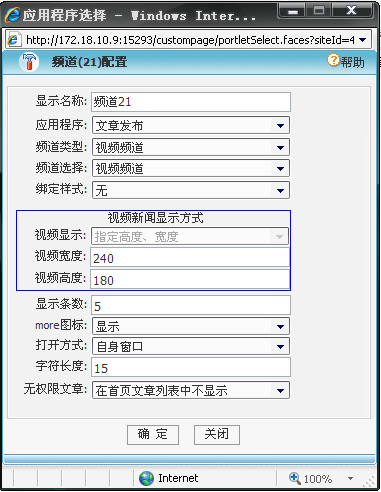 应用程序选择 - Windows Inter...
http://172.18.10.9:15293/custompage/portletSelect.faces?siteId=4
频道(21)配置 帮助
显示名称: 频道21
应用程序: 文章发布
频道类型: 视频频道
频道选择: 视频频道
绑定样式: 无
视频新闻显示方式
视频显示: 指定高度、宽度
视频宽度: 240
视频高度: 180
显示条数: 5
more图标: 显示
打开方式: 自身窗口
字符长度: 15
无权限文章: 在首页文章列表中不显示
确 定 关闭
Internet 100%